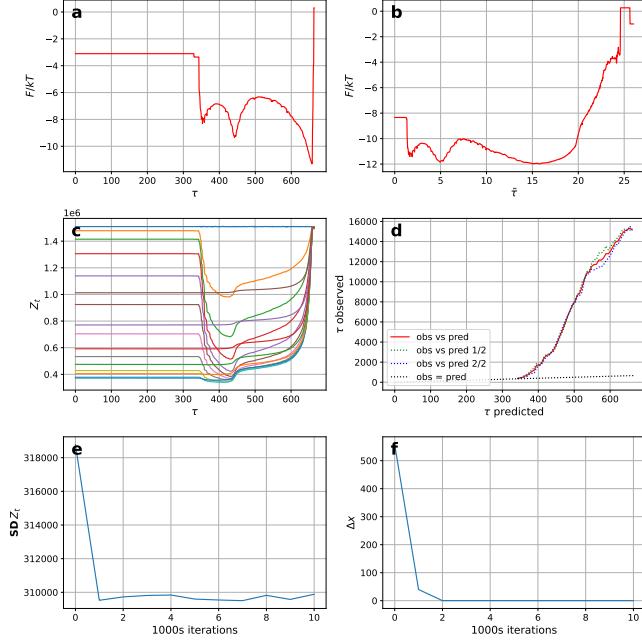 a
0
−2
−4
−6
−8
−10
F/kT
0 100 200 300 400 500 600
τ
b
0
−2
−4
−6
−8
−10
−12
F/kT
0 5 10 15 20 25
τ̃
c
1e6
1.4
1.2
1.0
0.8
0.6
0.4
Z_t
0 100 200 300 400 500 600
τ
d
16000
14000
12000
10000
8000
6000
4000
2000
0
τ observed
obs vs pred
obs vs pred 1/2
obs vs pred 2/2
obs = pred
0 100 200 300 400 500 600
τ predicted
e
318000
316000
314000
312000
310000
SD Z_t
0 2 4 6 8 10
1000s iterations
f
500
400
300
200
100
0
Δx
0 2 4 6 8 10
1000s iterations